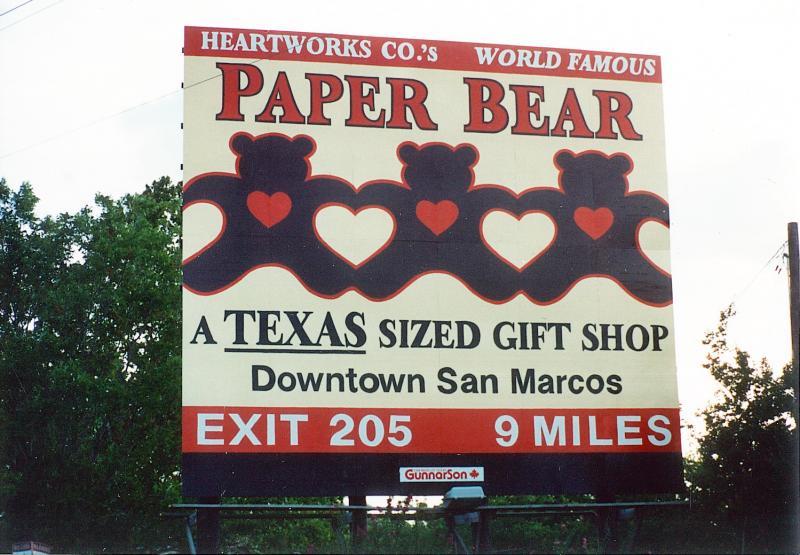 HEARTWORKS CO.'s WORLD FAMOUS
PAPER BEAR
A TEXAS SIZED GIFT SHOP
Downtown San Marcos
EXIT 205 9 MILES
GunnarSon